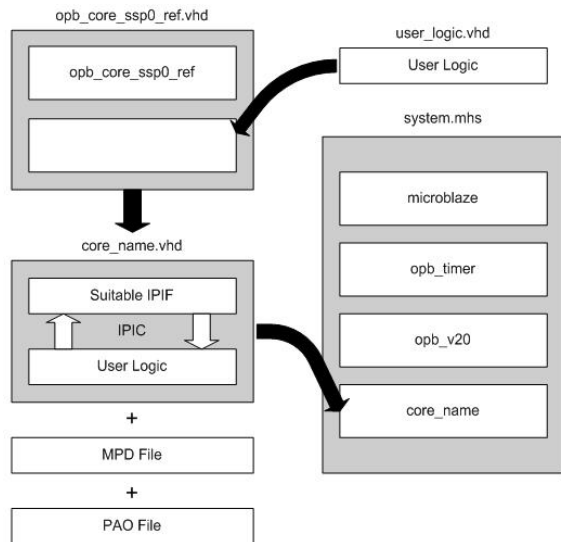 opb_core_ssp0_ref.vhd
opb_core_ssp0_ref
user_logic.vhd
User Logic
core_name.vhd
Suitable IPIF
IPIC
User Logic
+
MPD File
+
PAO File
system.mhs
microblaze
opb_timer
opb_v20
core_name